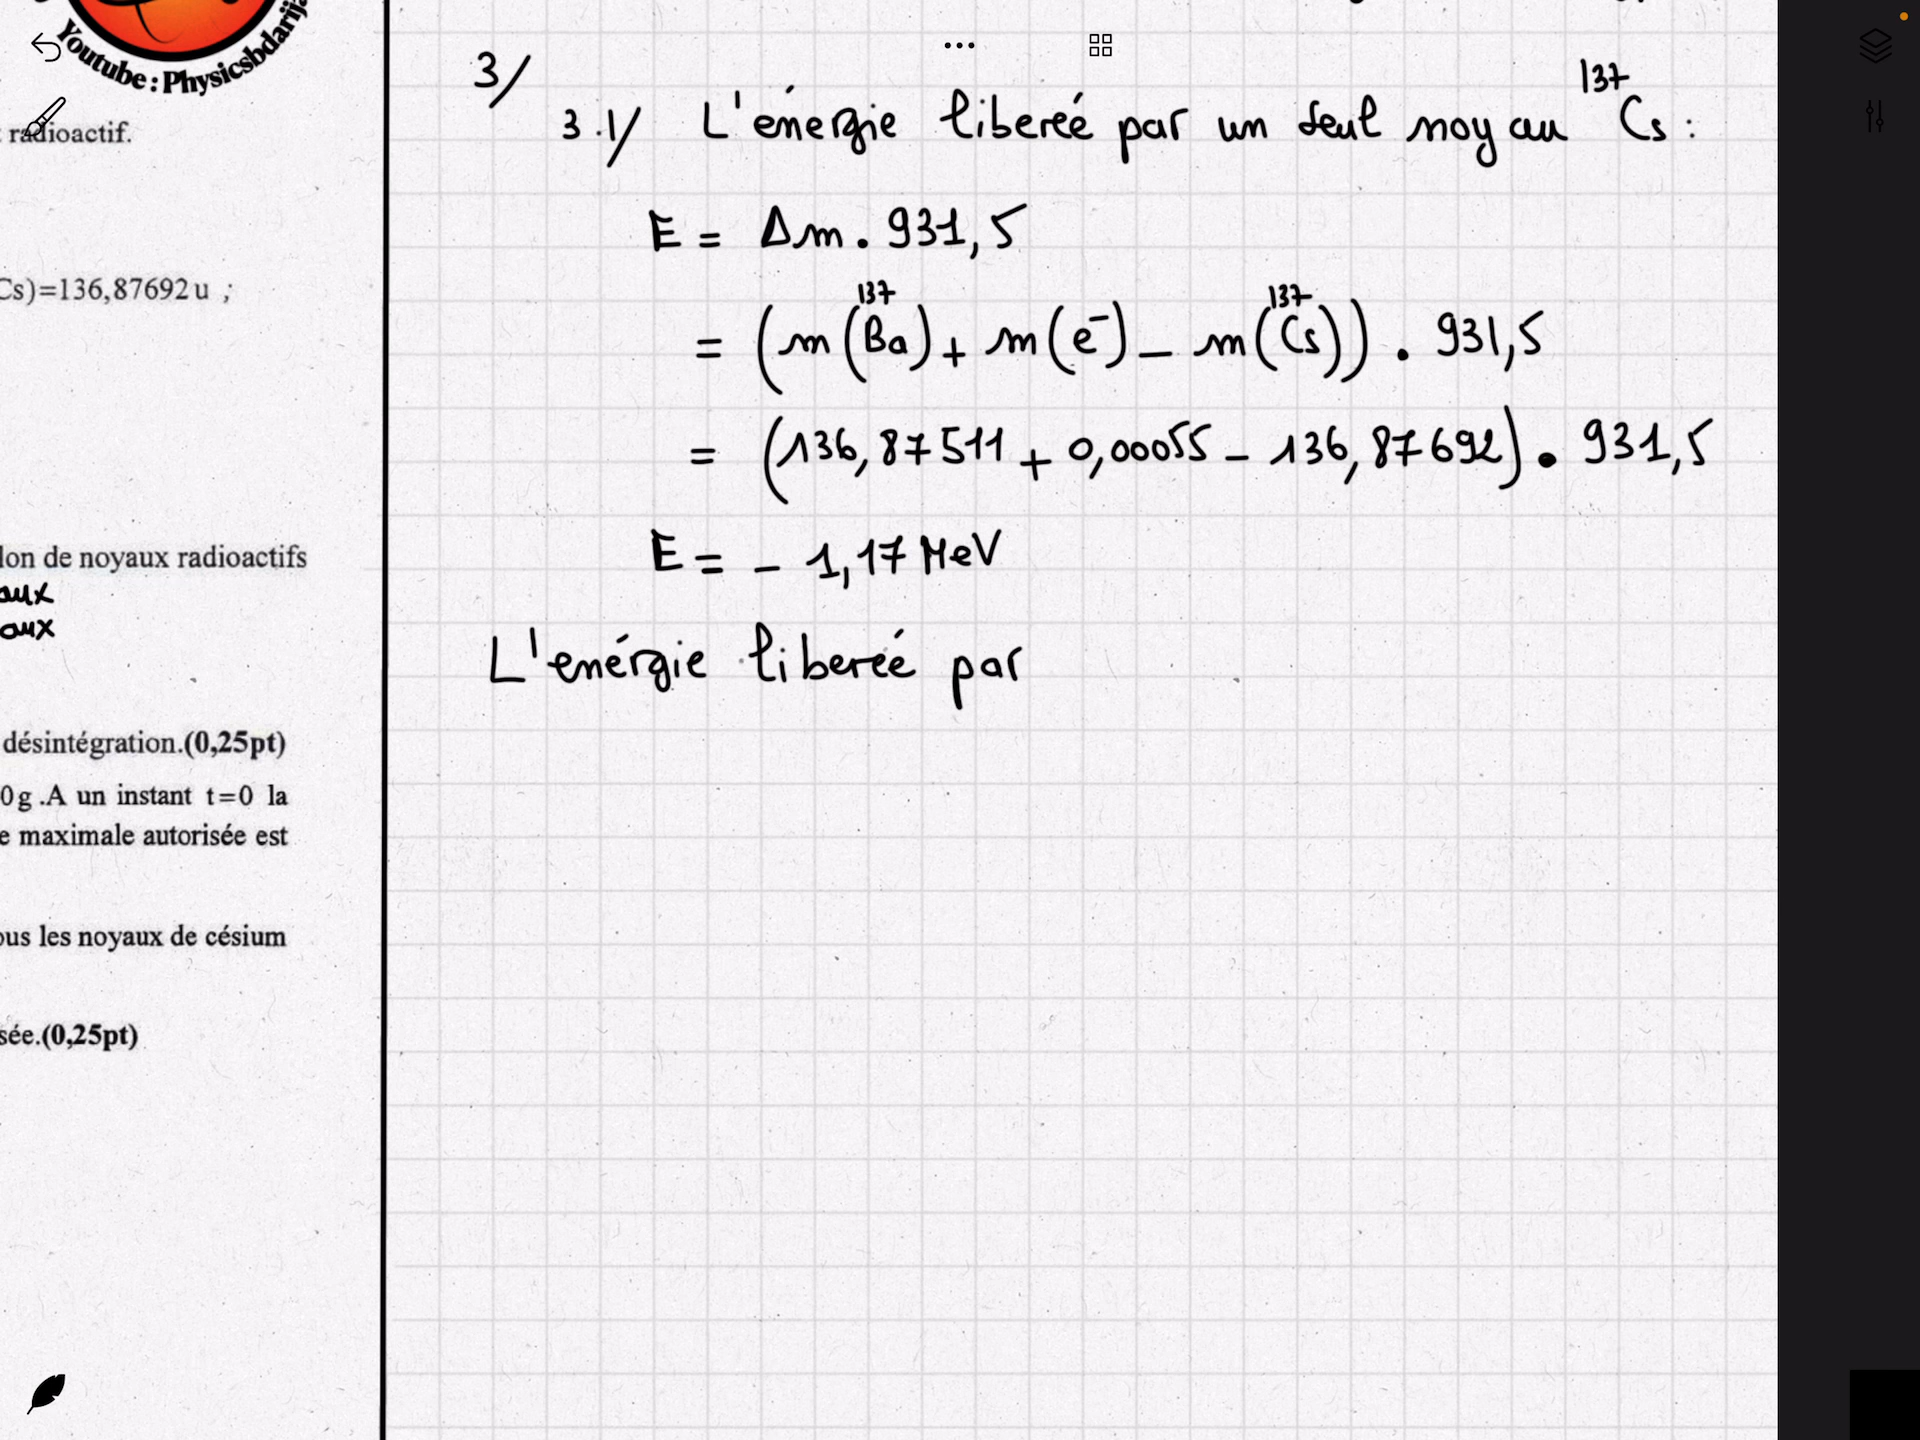 Youtube : Physicsbdarija
radioactif.
Cs)=136,87692 u ;
lon de noyaux radioactifs
aux
aux
désintégration.(0,25pt)
0g .A un instant t=0 la
e maximale autorisée est
ous les noyaux de césium
sée.(0,25pt)
3/
3.1/ L'énergie liberée par un seul noyau ¹³⁷Cs :
E = Δm . 931,5
= (m(¹³⁷Ba) + m(e⁻) - m(¹³⁷Cs)) . 931,5
= (136,87511 + 0,00055 - 136,87692) . 931,5
E = - 1,17 MeV
L'enérgie liberée par